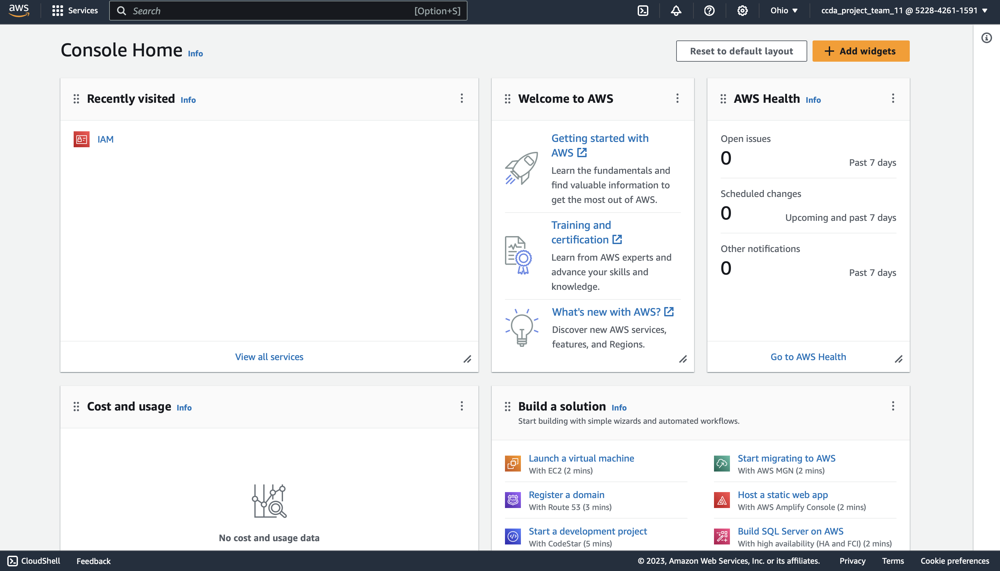 aws
Services
Search
[Option+S]
Ohio
ccda_project_team_11 @ 5228-4261-1591
Console Home
Info
Reset to default layout
Add widgets
Recently visited
Info
IAM
View all services
Welcome to AWS
Getting started with
AWS
Learn the fundamentals and
find valuable information to
get the most out of AWS.
Training and
certification
Learn from AWS experts and
advance your skills and
knowledge.
What's new with AWS?
Discover new AWS services,
features, and Regions.
AWS Health
Info
Open issues
0
Past 7 days
Scheduled changes
0
Upcoming and past 7 days
Other notifications
0
Past 7 days
Go to AWS Health
Cost and usage
Info
No cost and usage data
Build a solution
Info
Start building with simple wizards and automated workflows.
Launch a virtual machine
With EC2 (2 mins)
Start migrating to AWS
With AWS MGN (2 mins)
53
Register a domain
With Route 53 (3 mins)
Host a static web app
With AWS Amplify Console (2 mins)
Start a development project
With CodeStar (5 mins)
Build SQL Server on AWS
With high availability (HA and FCI) (2 mins)
CloudShell
Feedback
© 2023, Amazon Web Services, Inc. or its affiliates.
Privacy
Terms
Cookie preferences